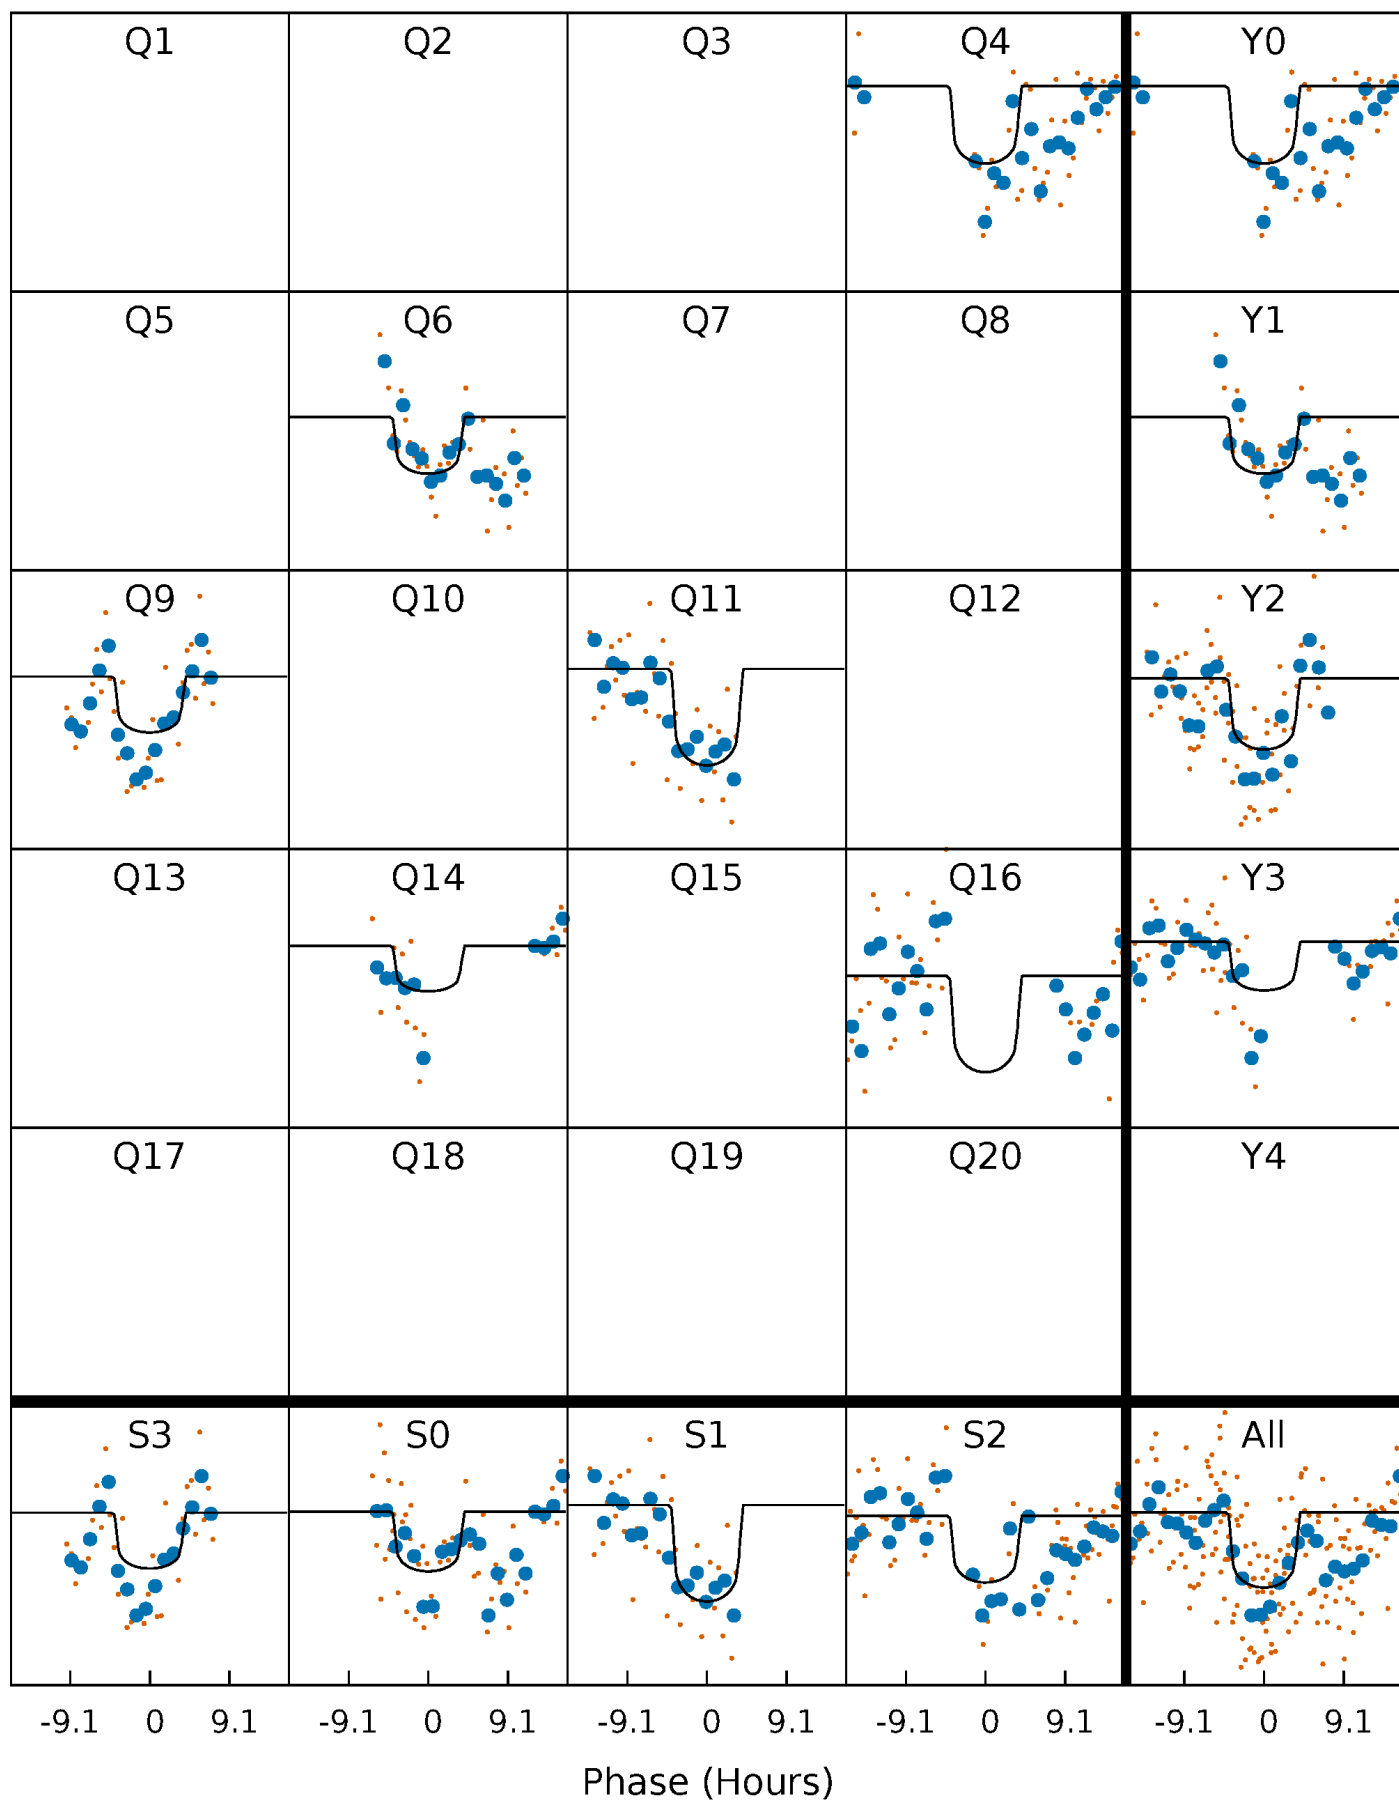 Q1 Q2 Q3 Q4 Y0
Q5 Q6 Q7 Q8 Y1
Q9 Q10 Q11 Q12 Y2
Q13 Q14 Q15 Q16 Y3
Q17 Q18 Q19 Q20 Y4
S3 S0 S1 S2 All
-9.1 0 9.1 -9.1 0 9.1 -9.1 0 9.1 -9.1 0 9.1 -9.1 0 9.1
Phase (Hours)